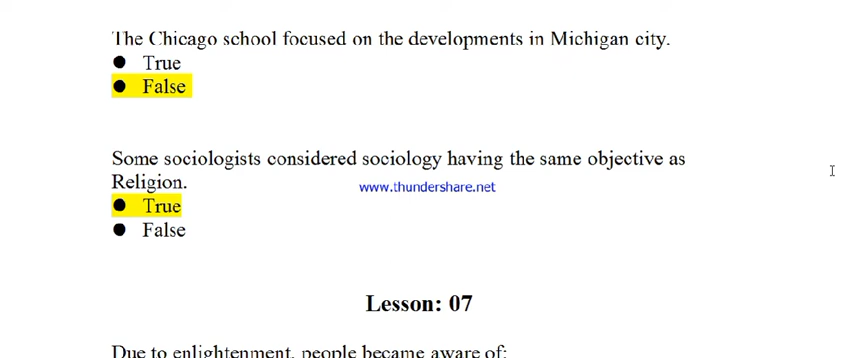 The Chicago school focused on the developments in Michigan city.
● True
● False
Some sociologists considered sociology having the same objective as
Religion.
www.thundershare.net
● True
● False
Lesson: 07
Due to enlightenment, people became aware of: